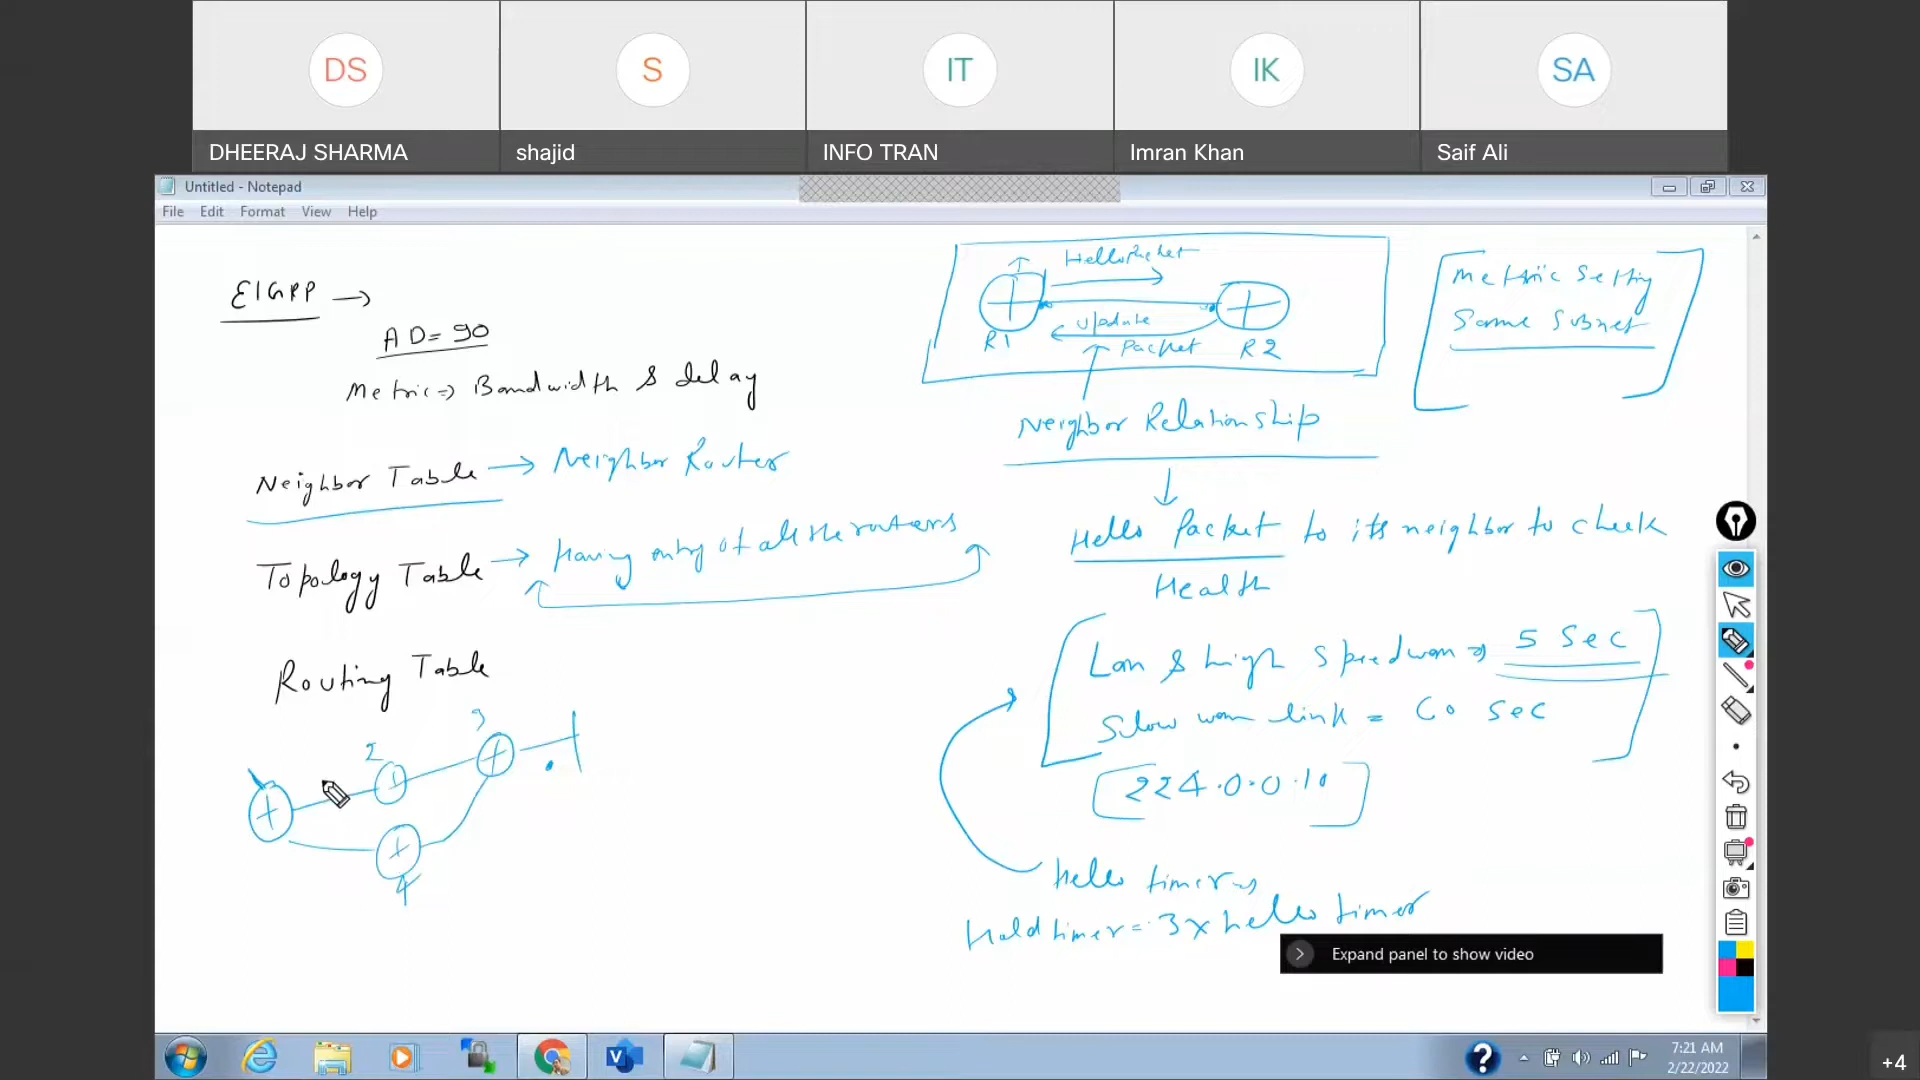 DS
S
IT
IK
SA
DHEERAJ SHARMA
shajid
INFO TRAN
Imran Khan
Saif Ali
Untitled - Notepad
File Edit Format View Help
EIGRP →
AD= 90
Metric => Bandwidth & delay
Neighbor Table → Neighbor Router
Topology Table → Having entry of all the routers
Routing Table
2
3
4
Hello Packet
Update
Packet
R1
R2
Metric Setting
Same Subnet
Neighbor Relationship
Hello Packet to its neighbor to check
Health
Lan & high Speed wan => 5 Sec
Slow wan link = 60 sec
224.0.0.10
hello timer =>
Hold timer = 3x hello timer
Expand panel to show video
7:21 AM
2/22/2022
+4